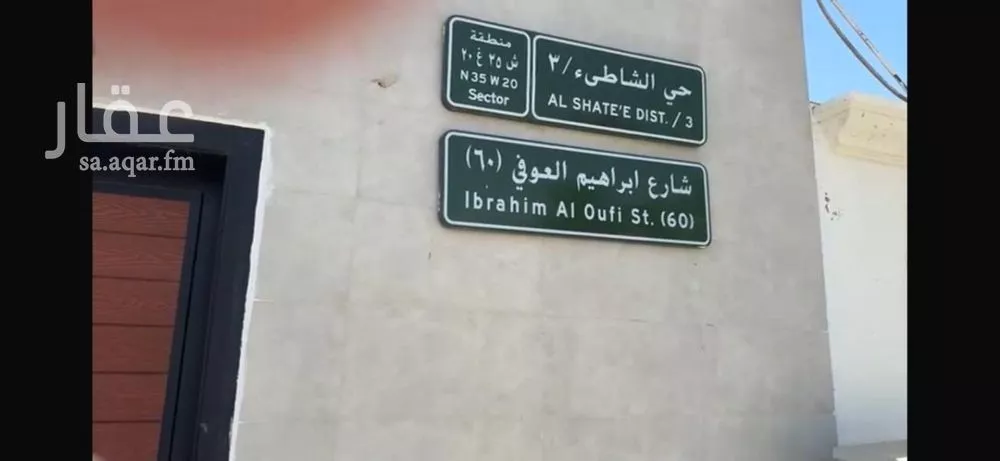 منطقة
ش ٣٥ غ ٢٠
N 35 W 20
Sector
حي الشاطىء /٣
AL SHATE'E DIST. / 3
شارع ابراهيم العوفي (٦٠)
Ibrahim Al Oufi St. (60)
عقار
sa.aqar.fm